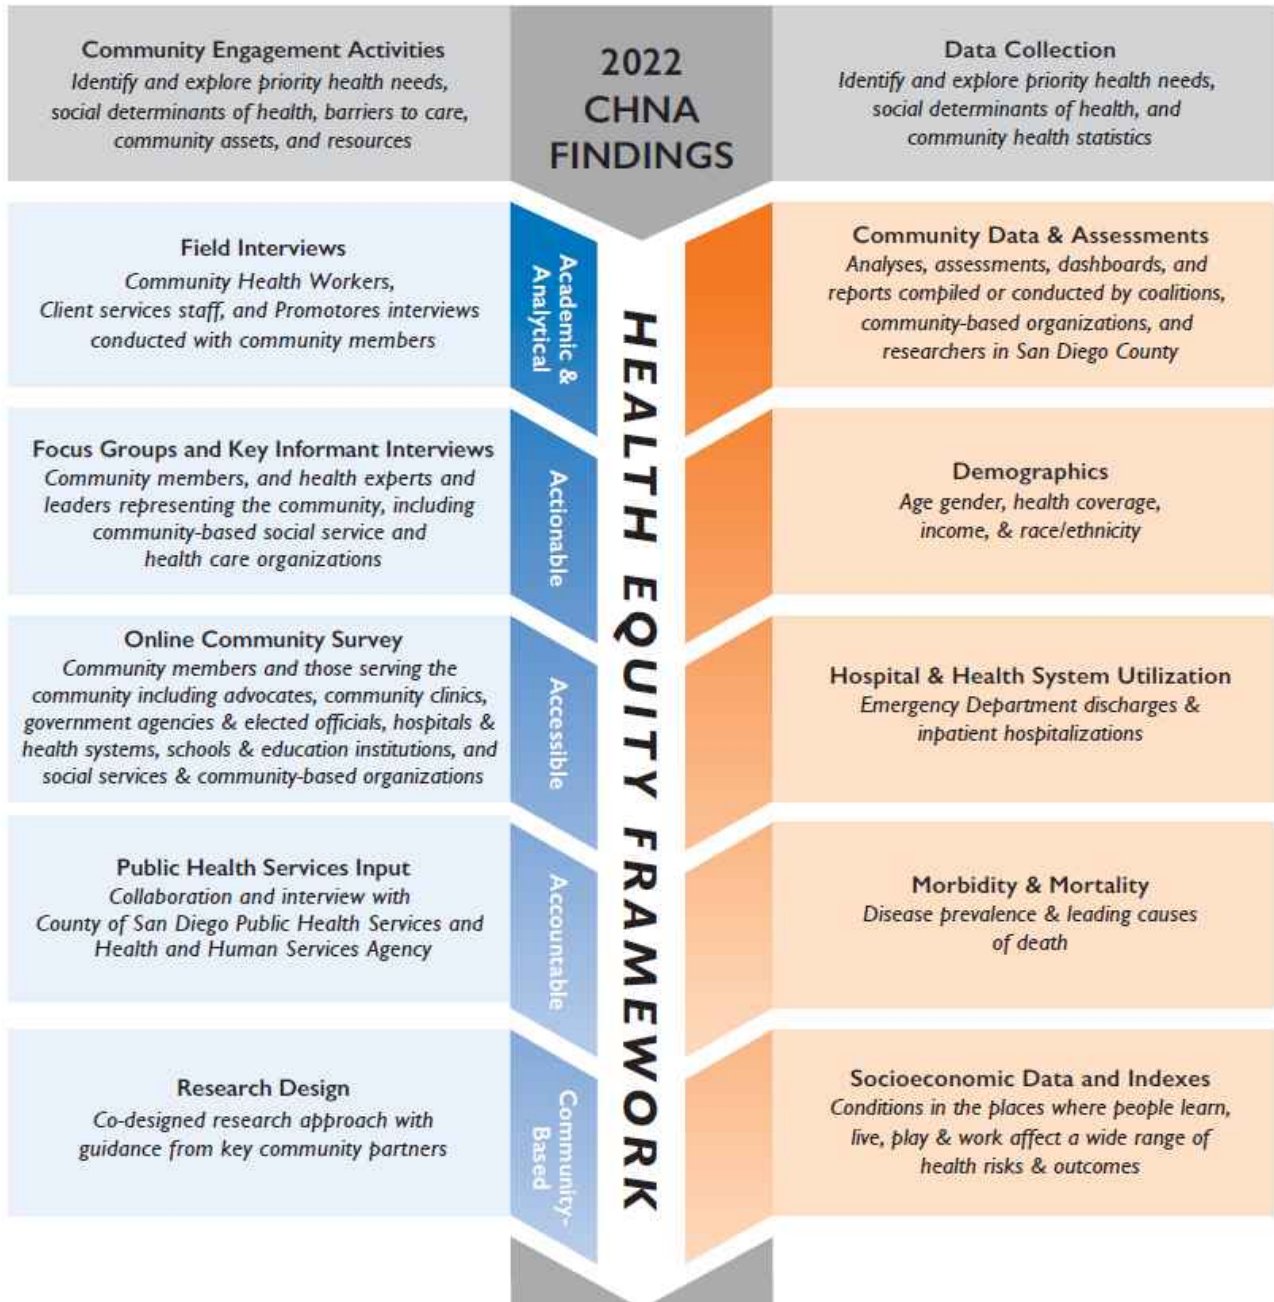 Community Engagement Activities
Identify and explore priority health needs,
social determinants of health, barriers to care,
community assets, and resources
2022
CHNA
FINDINGS
Data Collection
Identify and explore priority health needs,
social determinants of health, and
community health statistics
Field Interviews
Community Health Workers,
Client services staff, and Promotores interviews
conducted with community members
Academic &
Analytical
HEALTH EQUITY FRAMEWORK
Community Data & Assessments
Analyses, assessments, dashboards, and
reports compiled or conducted by coalitions,
community-based organizations, and
researchers in San Diego County
Focus Groups and Key Informant Interviews
Community members, and health experts and
leaders representing the community, including
community-based social service and
health care organizations
Actionable
Demographics
Age gender, health coverage,
income, & race/ethnicity
Online Community Survey
Community members and those serving the
community including advocates, community clinics,
government agencies & elected officials, hospitals &
health systems, schools & education institutions, and
social services & community-based organizations
Accessible
Hospital & Health System Utilization
Emergency Department discharges &
inpatient hospitalizations
Public Health Services Input
Collaboration and interview with
County of San Diego Public Health Services and
Health and Human Services Agency
Accountable
Morbidity & Mortality
Disease prevalence & leading causes
of death
Research Design
Co-designed research approach with
guidance from key community partners
Community-
Based
Socioeconomic Data and Indexes
Conditions in the places where people learn,
live, play & work affect a wide range of
health risks & outcomes